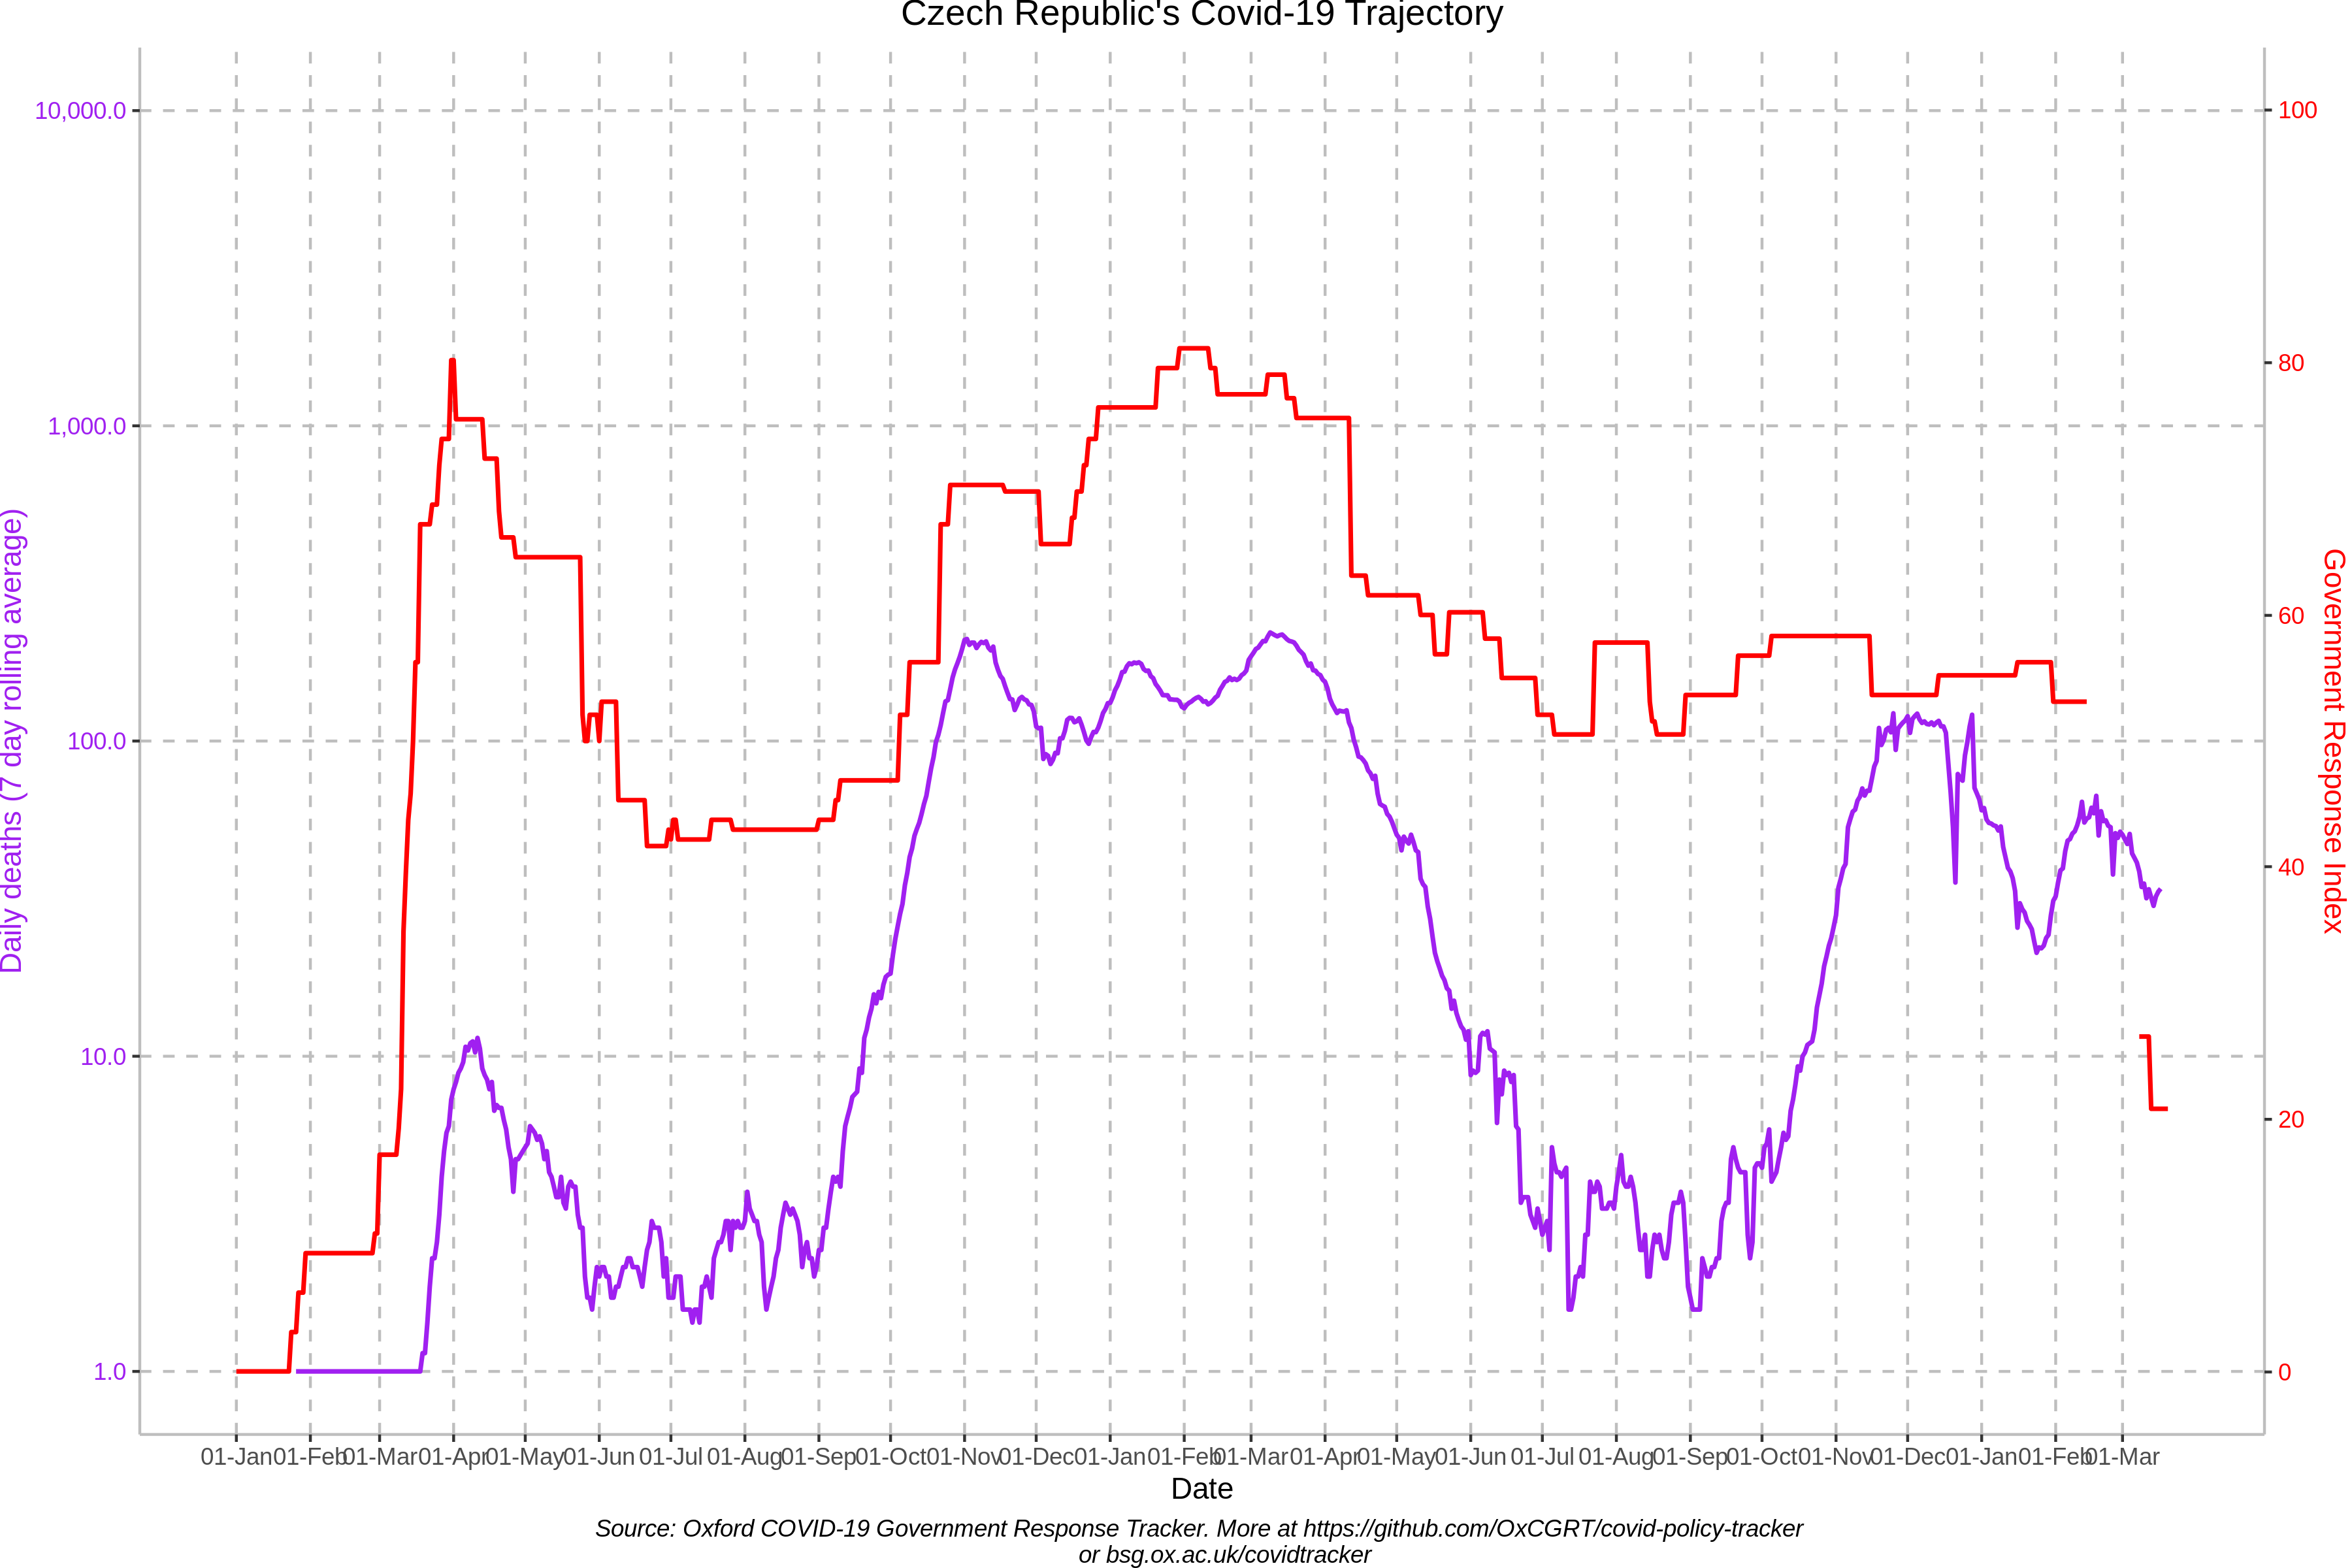 Czech Republic's Covid-19 Trajectory
10,000.0
1,000.0
100.0
10.0
1.0
Daily deaths (7 day rolling average)
100
80
60
40
20
0
Government Response Index
01-Jan 01-Feb 01-Mar 01-Apr 01-May 01-Jun 01-Jul 01-Aug 01-Sep 01-Oct 01-Nov 01-Dec 01-Jan 01-Feb 01-Mar 01-Apr 01-May 01-Jun 01-Jul 01-Aug 01-Sep 01-Oct 01-Nov 01-Dec 01-Jan 01-Feb 01-Mar
Date
Source: Oxford COVID-19 Government Response Tracker. More at https://github.com/OxCGRT/covid-policy-tracker
or bsg.ox.ac.uk/covidtracker